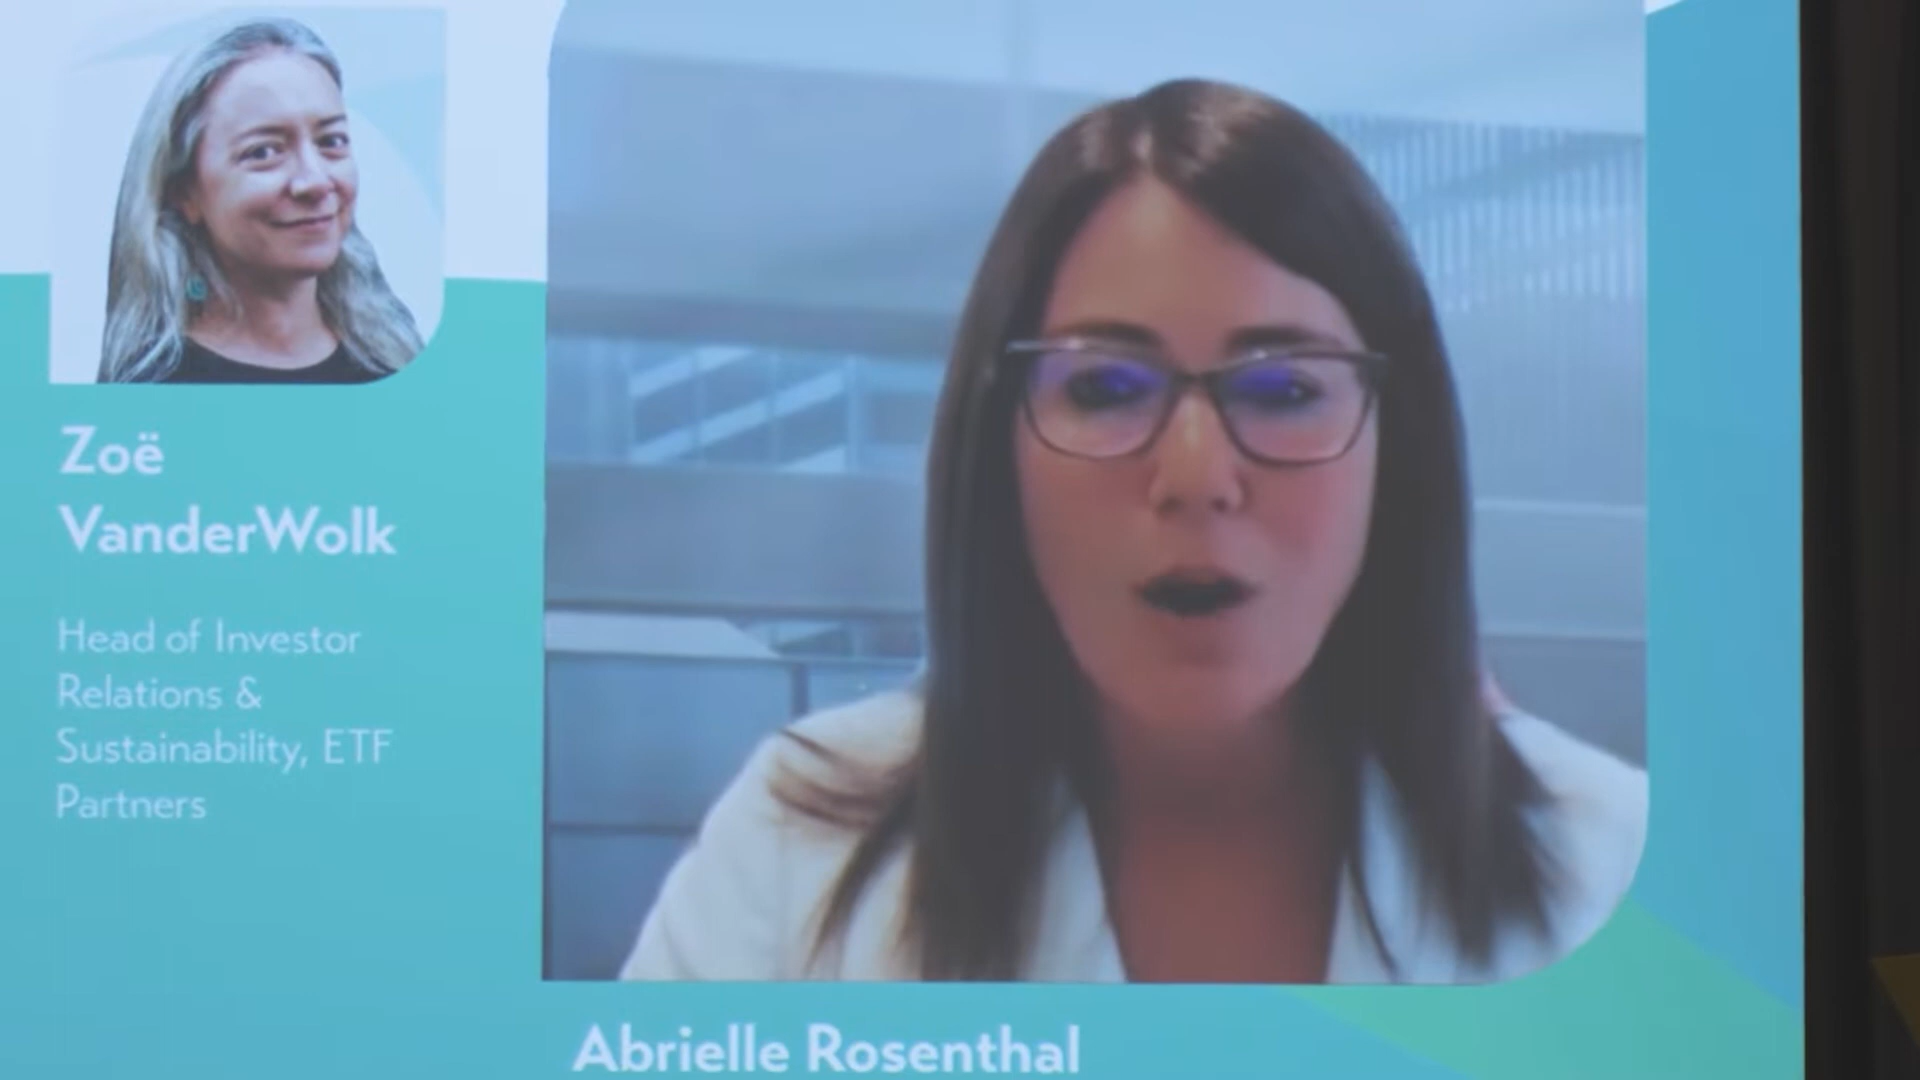 Zoë
VanderWolk
Head of Investor
Relations &
Sustainability, ETF
Partners
Abrielle Rosenthal